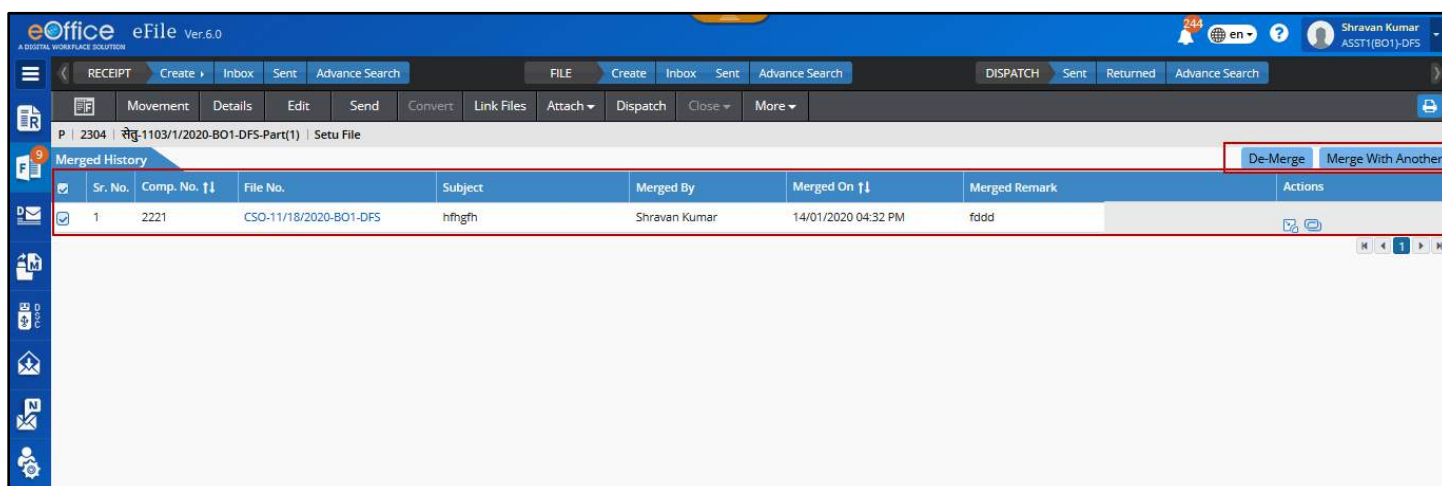 eOffice eFile Ver.6.0
A DIGITAL WORKPLACE SOLUTION
244
en
?
Shravan Kumar
ASST1(BO1)-DFS
RECEIPT Create Inbox Sent Advance Search FILE Create Inbox Sent Advance Search DISPATCH Sent Returned Advance Search
Movement Details Edit Send Convert Link Files Attach Dispatch Close More
P | 2304 | सेतु-1103/1/2020-BO1-DFS-Part(1) | Setu File
9
Merged History De-Merge Merge With Another
Sr. No. Comp. No. File No. Subject Merged By Merged On Merged Remark Actions
1 2221 CSO-11/18/2020-BO1-DFS hfhgfh Shravan Kumar 14/01/2020 04:32 PM fddd
1
R
F
D
M
DSC
N